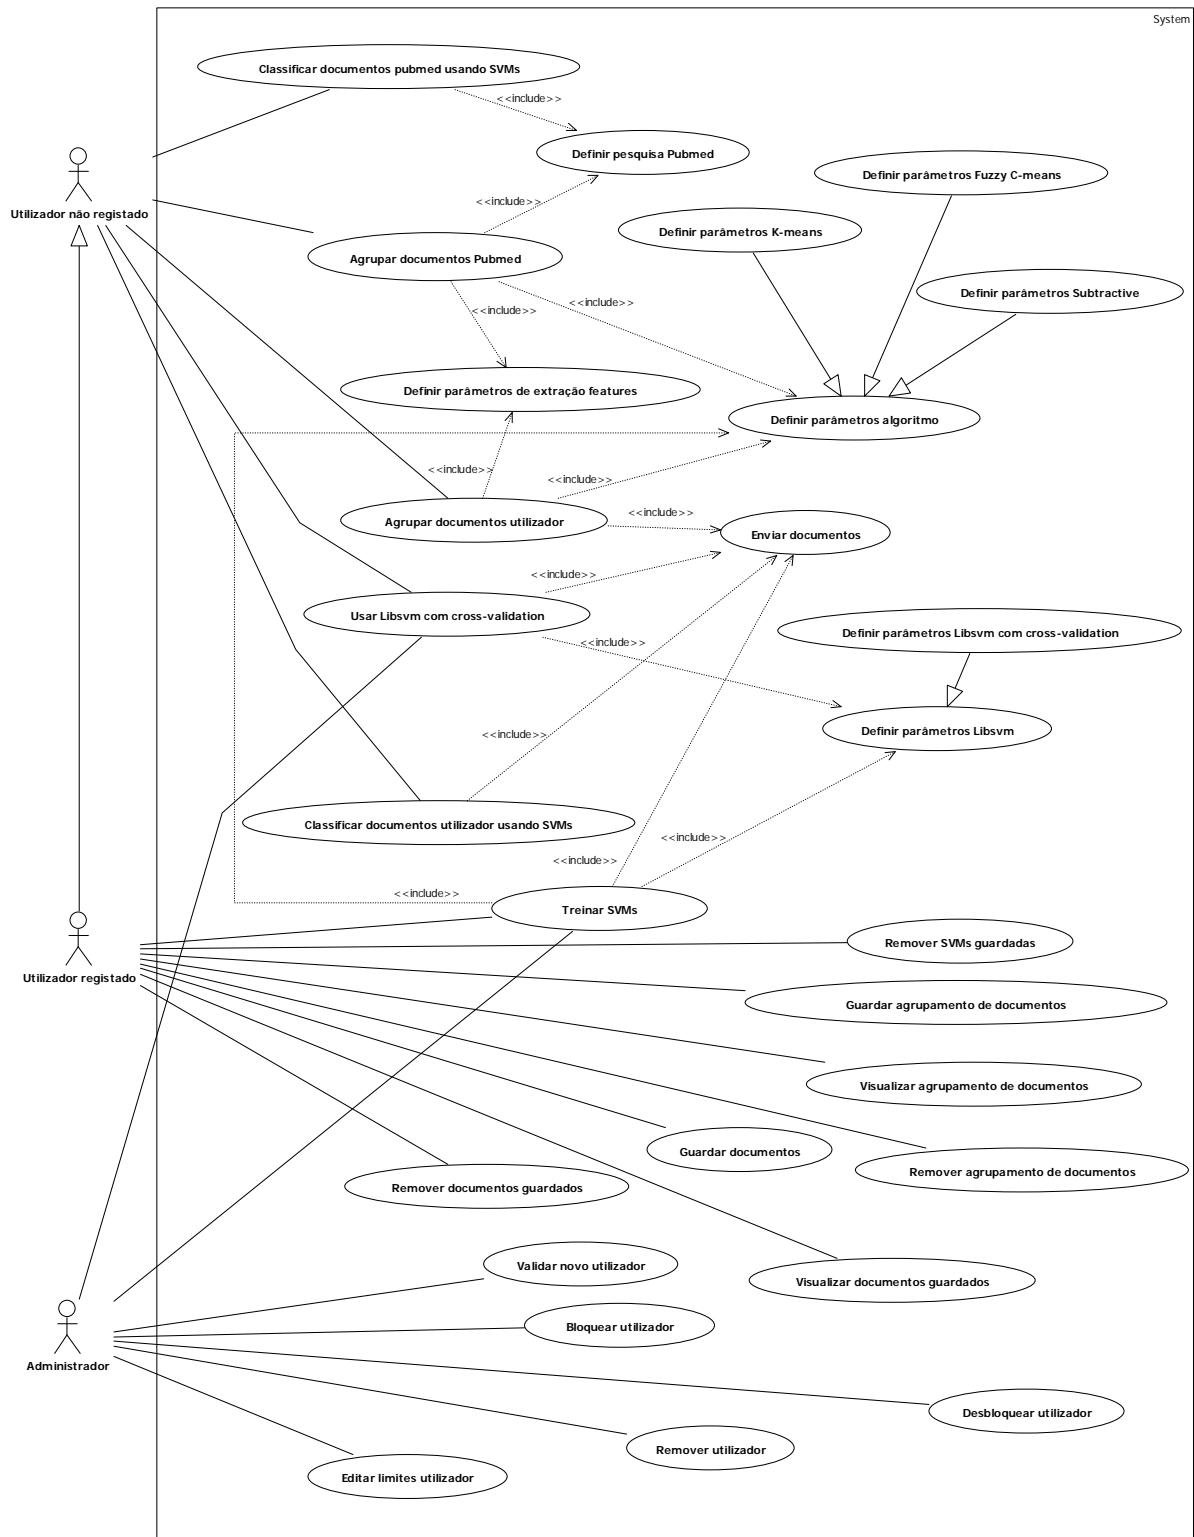 System
Classificar documentos pubmed usando SVMs
<<include>>
Definir pesquisa Pubmed
Definir parâmetros Fuzzy C-means
<<include>>
Utilizador não registado
Definir parâmetros K-means
Agrupar documentos Pubmed
Definir parâmetros Subtractive
<<include>>
<<include>>
Definir parâmetros de extração features
Definir parâmetros algoritmo
<<include>>
<<include>>
<<include>>
Agrupar documentos utilizador
Enviar documentos
<<include>>
Usar Libsvm com cross-validation
Definir parâmetros Libsvm com cross-validation
<<include>>
Definir parâmetros Libsvm
<<include>>
Classificar documentos utilizador usando SVMs
<<include>>
<<include>>
<<include>>
Treinar SVMs
Remover SVMs guardadas
Utilizador registado
Guardar agrupamento de documentos
Visualizar agrupamento de documentos
Guardar documentos
Remover agrupamento de documentos
Remover documentos guardados
Validar novo utilizador
Visualizar documentos guardados
Bloquear utilizador
Administrador
Desbloquear utilizador
Remover utilizador
Editar limites utilizador